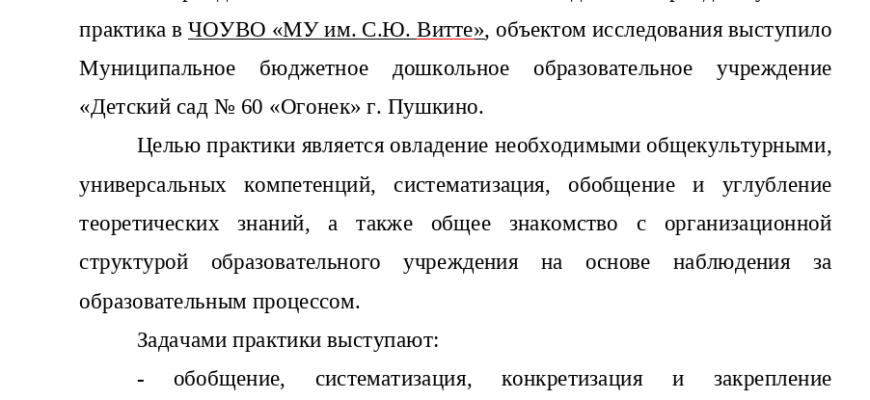 практика в ЧОУВО «МУ им. С.Ю. Витте», объектом исследования выступило
Муниципальное бюджетное дошкольное образовательное учреждение
«Детский сад № 60 «Огонек» г. Пушкино.
Целью практики является овладение необходимыми общекультурными,
универсальных компетенций, систематизация, обобщение и углубление
теоретических знаний, а также общее знакомство с организационной
структурой образовательного учреждения на основе наблюдения за
образовательным процессом.
Задачами практики выступают:
- обобщение, систематизация, конкретизация и закрепление